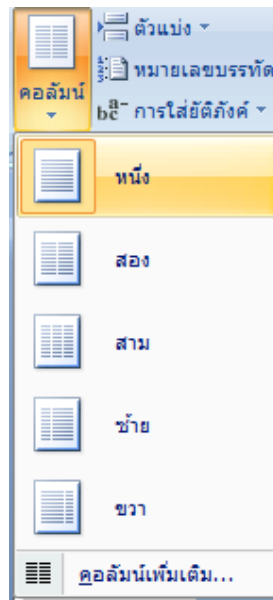 ตัวแบ่ง
หมายเลขบรรทัด
คอลัมน์
การใส่ยัติภังค์
หนึ่ง
สอง
สาม
ซ้าย
ขวา
คอลัมน์เพิ่มเติม...